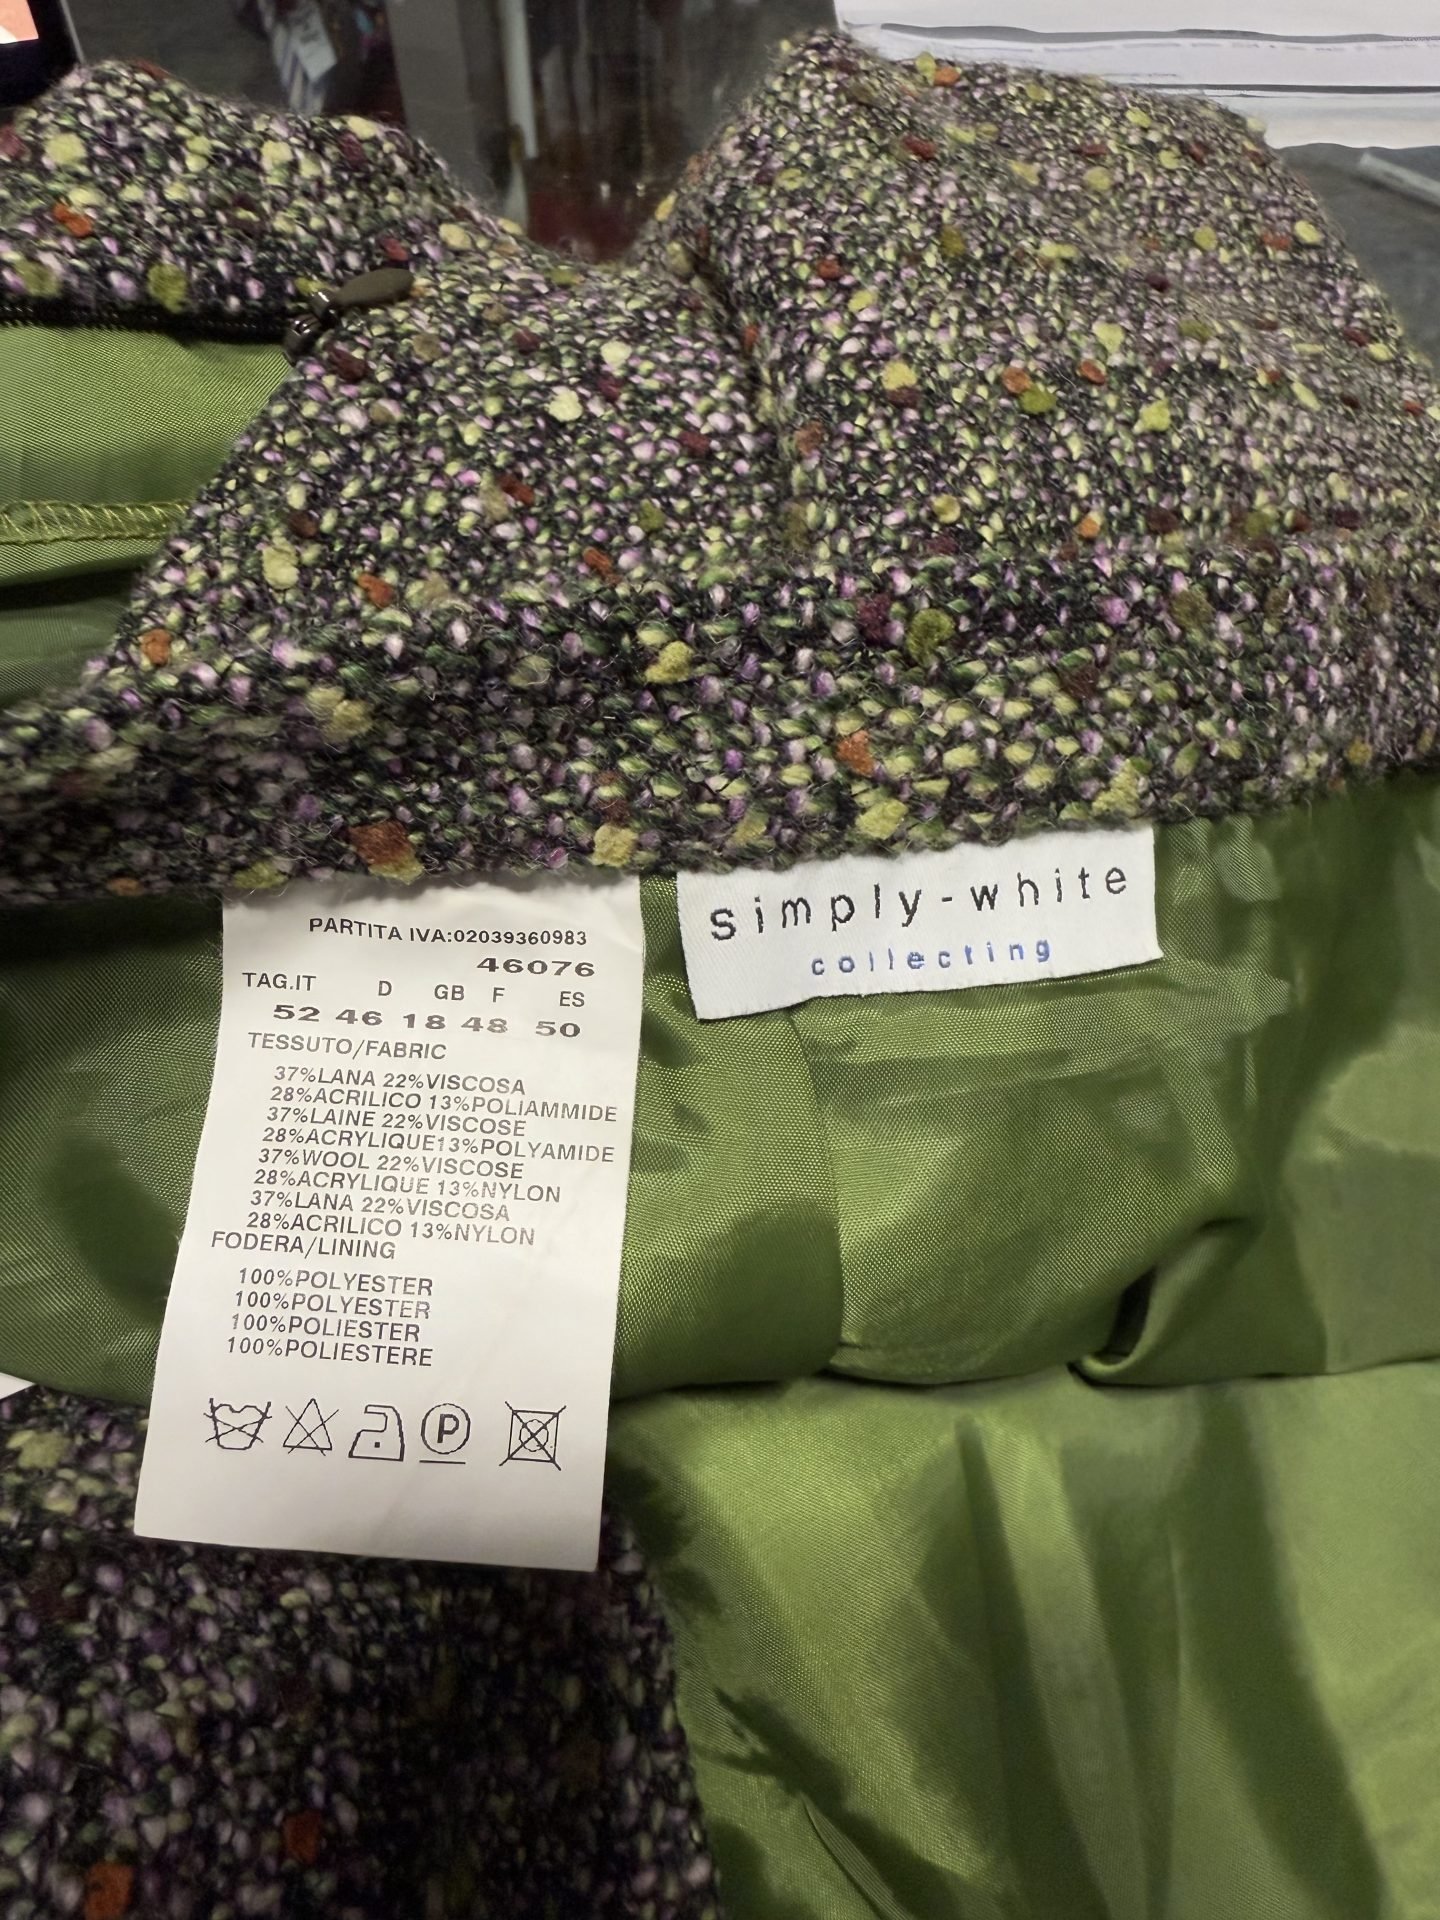 simply-white
collecting
PARTITA IVA:02039360983
46076
TAG.IT D GB F ES
52 46 18 48 50
TESSUTO/FABRIC
37%LANA 22%VISCOSA
28%ACRILICO 13%POLIAMMIDE
37%LAINE 22%VISCOSE
28%ACRYLIQUE13%POLYAMIDE
37%WOOL 22%VISCOSE
28%ACRYLIQUE 13%NYLON
37%LANA 22%VISCOSA
28%ACRILICO 13%NYLON
FODERA/LINING
100%POLYESTER
100%POLYESTER
100%POLIESTER
100%POLIESTERE
P